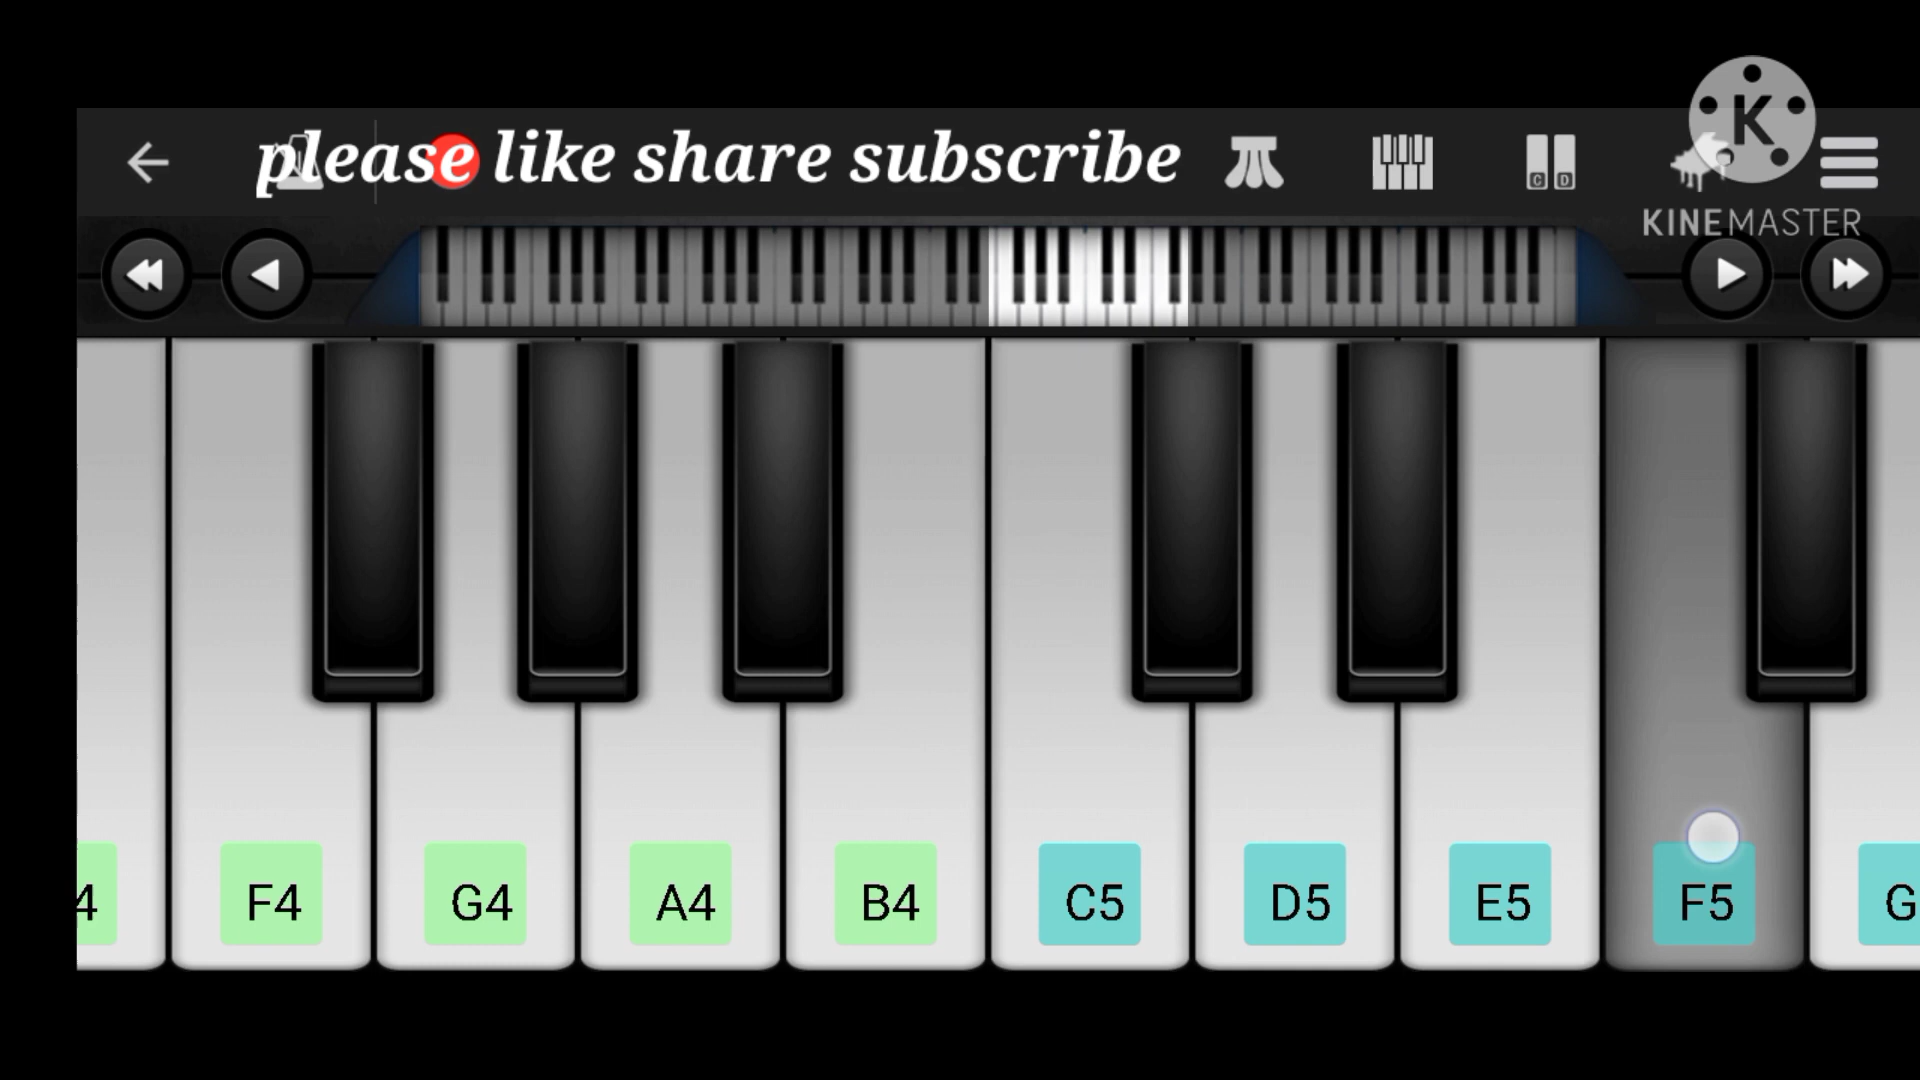 please like share subscribe
K
KINEMASTER
C D
4 F4 G4 A4 B4 C5 D5 E5 F5 G